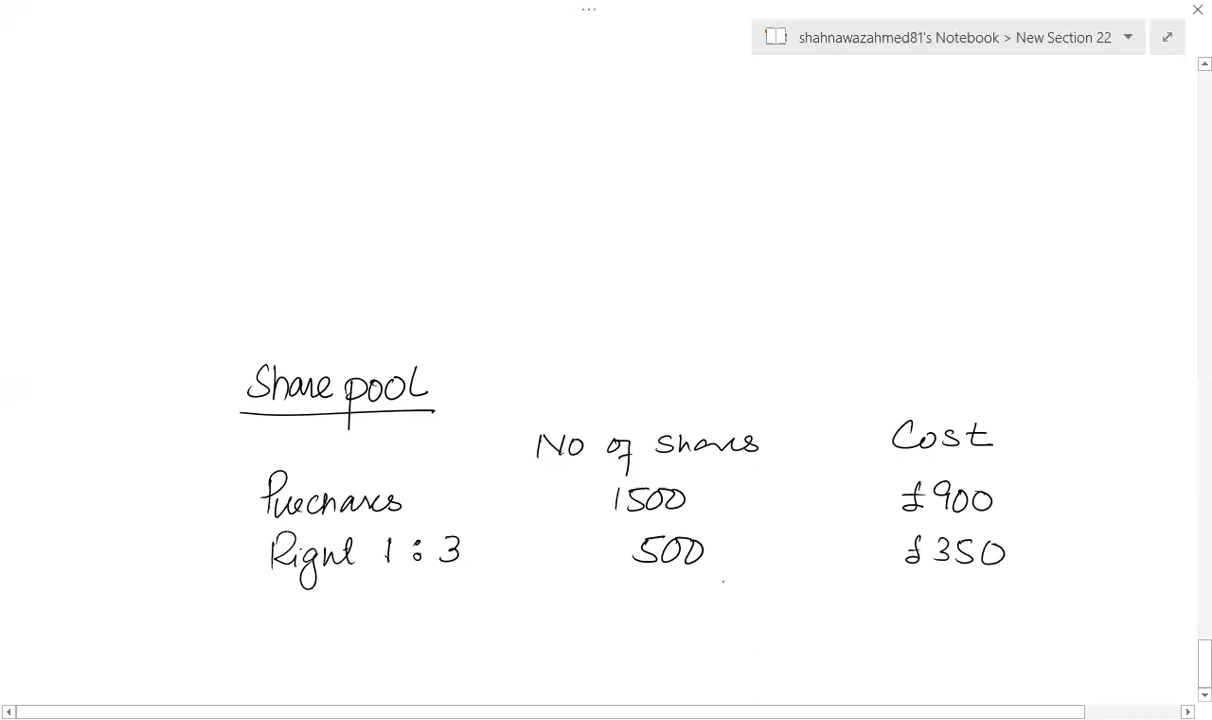 ...
shahnawazahmed81's Notebook > New Section 22
Share pool
No of shares Cost
Purchases 1500 £900
Right 1 : 3 500 £350